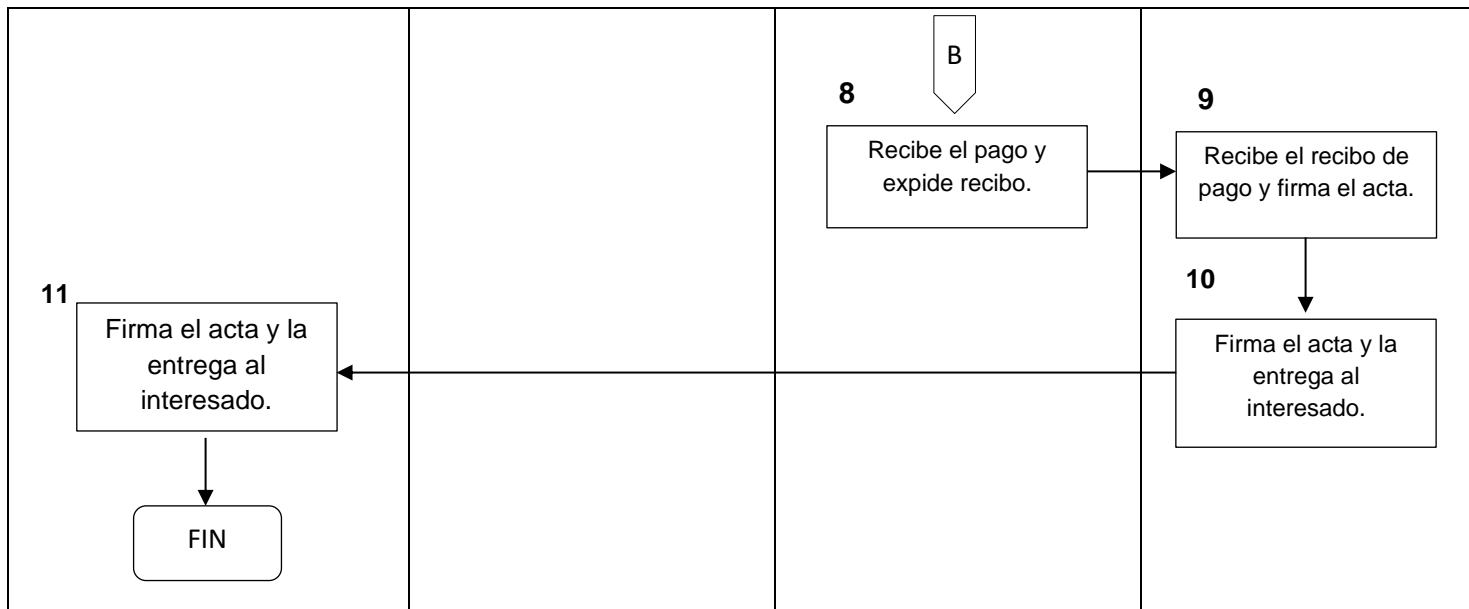 B
8
Recibe el pago y
expide recibo.
9
Recibe el recibo de
pago y firma el acta.
10
Firma el acta y la
entrega al
interesado.
11
Firma el acta y la
entrega al
interesado.
FIN